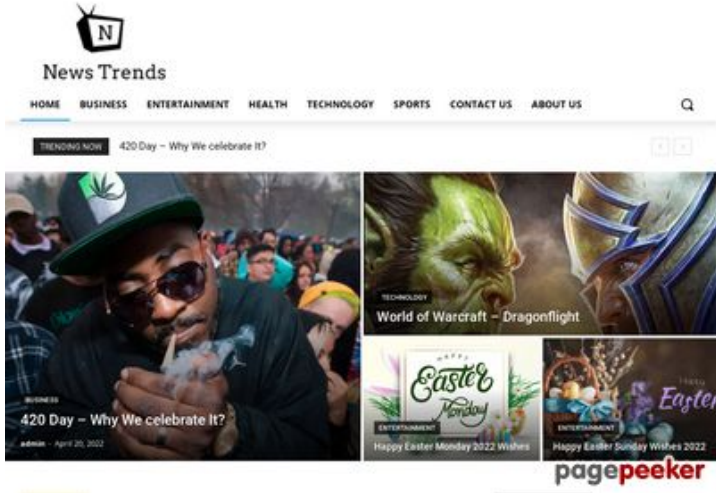 N
News Trends
HOME BUSINESS ENTERTAINMENT HEALTH TECHNOLOGY SPORTS CONTACT US ABOUT US
TRENDING NOW 420 Day – Why We celebrate It?
TECHNOLOGY
World of Warcraft – Dragonflight
BUSINESS
420 Day – Why We celebrate It?
admin - April 20, 2022
HAPPY
Easter
Monday
ENTERTAINMENT
Happy Easter Monday 2022 Wishes
Happy
Easter
ENTERTAINMENT
Happy Easter Sunday Wishes 2022
pagepeeker